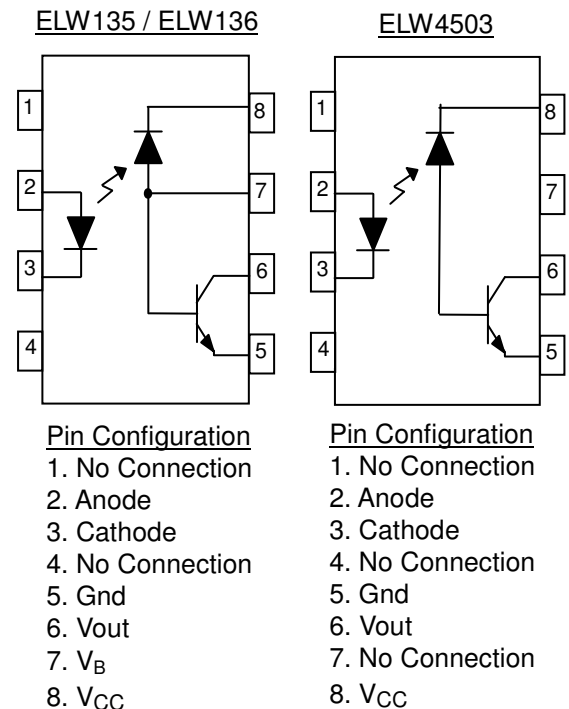 ELW135 / ELW136
1
2
3
4
8
7
6
5
Pin Configuration
1. No Connection
2. Anode
3. Cathode
4. No Connection
5. Gnd
6. Vout
7. VB
8. VCC
ELW4503
1
2
3
4
8
7
6
5
Pin Configuration
1. No Connection
2. Anode
3. Cathode
4. No Connection
5. Gnd
6. Vout
7. No Connection
8. VCC